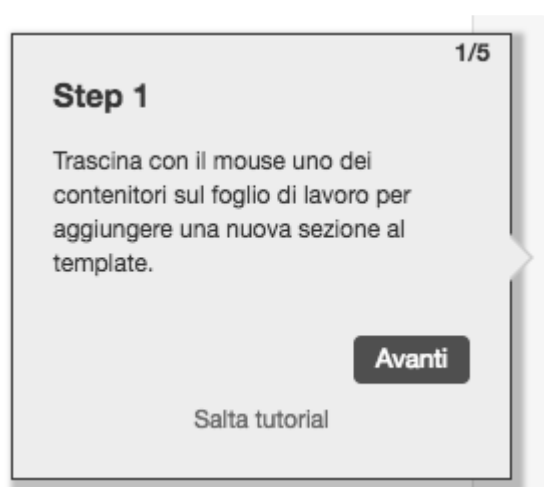 1/5
Step 1
Trascina con il mouse uno dei
contenitori sul foglio di lavoro per
aggiungere una nuova sezione al
template.
Avanti
Salta tutorial